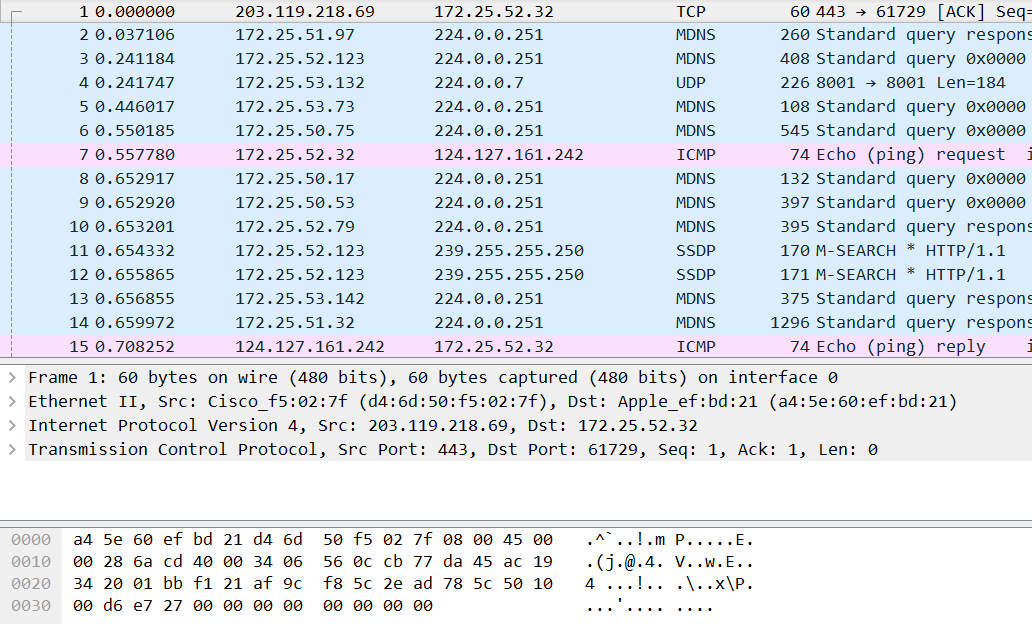 1 0.000000 203.119.218.69 172.25.52.32 TCP 60 443 → 61729 [ACK] Seq=
2 0.037106 172.25.51.97 224.0.0.251 MDNS 260 Standard query respons
3 0.241184 172.25.52.123 224.0.0.251 MDNS 408 Standard query 0x0000
4 0.241747 172.25.53.132 224.0.0.7 UDP 226 8001 → 8001 Len=184
5 0.446017 172.25.53.73 224.0.0.251 MDNS 108 Standard query 0x0000
6 0.550185 172.25.50.75 224.0.0.251 MDNS 545 Standard query 0x0000
7 0.557780 172.25.52.32 124.127.161.242 ICMP 74 Echo (ping) request i
8 0.652917 172.25.50.17 224.0.0.251 MDNS 132 Standard query 0x0000
9 0.652920 172.25.50.53 224.0.0.251 MDNS 397 Standard query 0x0000
10 0.653201 172.25.52.79 224.0.0.251 MDNS 395 Standard query respons
11 0.654332 172.25.52.123 239.255.255.250 SSDP 170 M-SEARCH * HTTP/1.1
12 0.655865 172.25.52.123 239.255.255.250 SSDP 171 M-SEARCH * HTTP/1.1
13 0.656855 172.25.53.142 224.0.0.251 MDNS 375 Standard query respons
14 0.659972 172.25.51.32 224.0.0.251 MDNS 1296 Standard query respons
15 0.708252 124.127.161.242 172.25.52.32 ICMP 74 Echo (ping) reply i
Frame 1: 60 bytes on wire (480 bits), 60 bytes captured (480 bits) on interface 0
Ethernet II, Src: Cisco_f5:02:7f (d4:6d:50:f5:02:7f), Dst: Apple_ef:bd:21 (a4:5e:60:ef:bd:21)
Internet Protocol Version 4, Src: 203.119.218.69, Dst: 172.25.52.32
Transmission Control Protocol, Src Port: 443, Dst Port: 61729, Seq: 1, Ack: 1, Len: 0
0000 a4 5e 60 ef bd 21 d4 6d 50 f5 02 7f 08 00 45 00 .^`..!.m P.....E.
0010 00 28 6a cd 40 00 34 06 56 0c cb 77 da 45 ac 19 .(j.@.4. V..w.E..
0020 34 20 01 bb f1 21 af 9c f8 5c 2e ad 78 5c 50 10 4 ...!.. .\..x\P.
0030 00 d6 e7 27 00 00 00 00 00 00 00 00 ...'.... ....